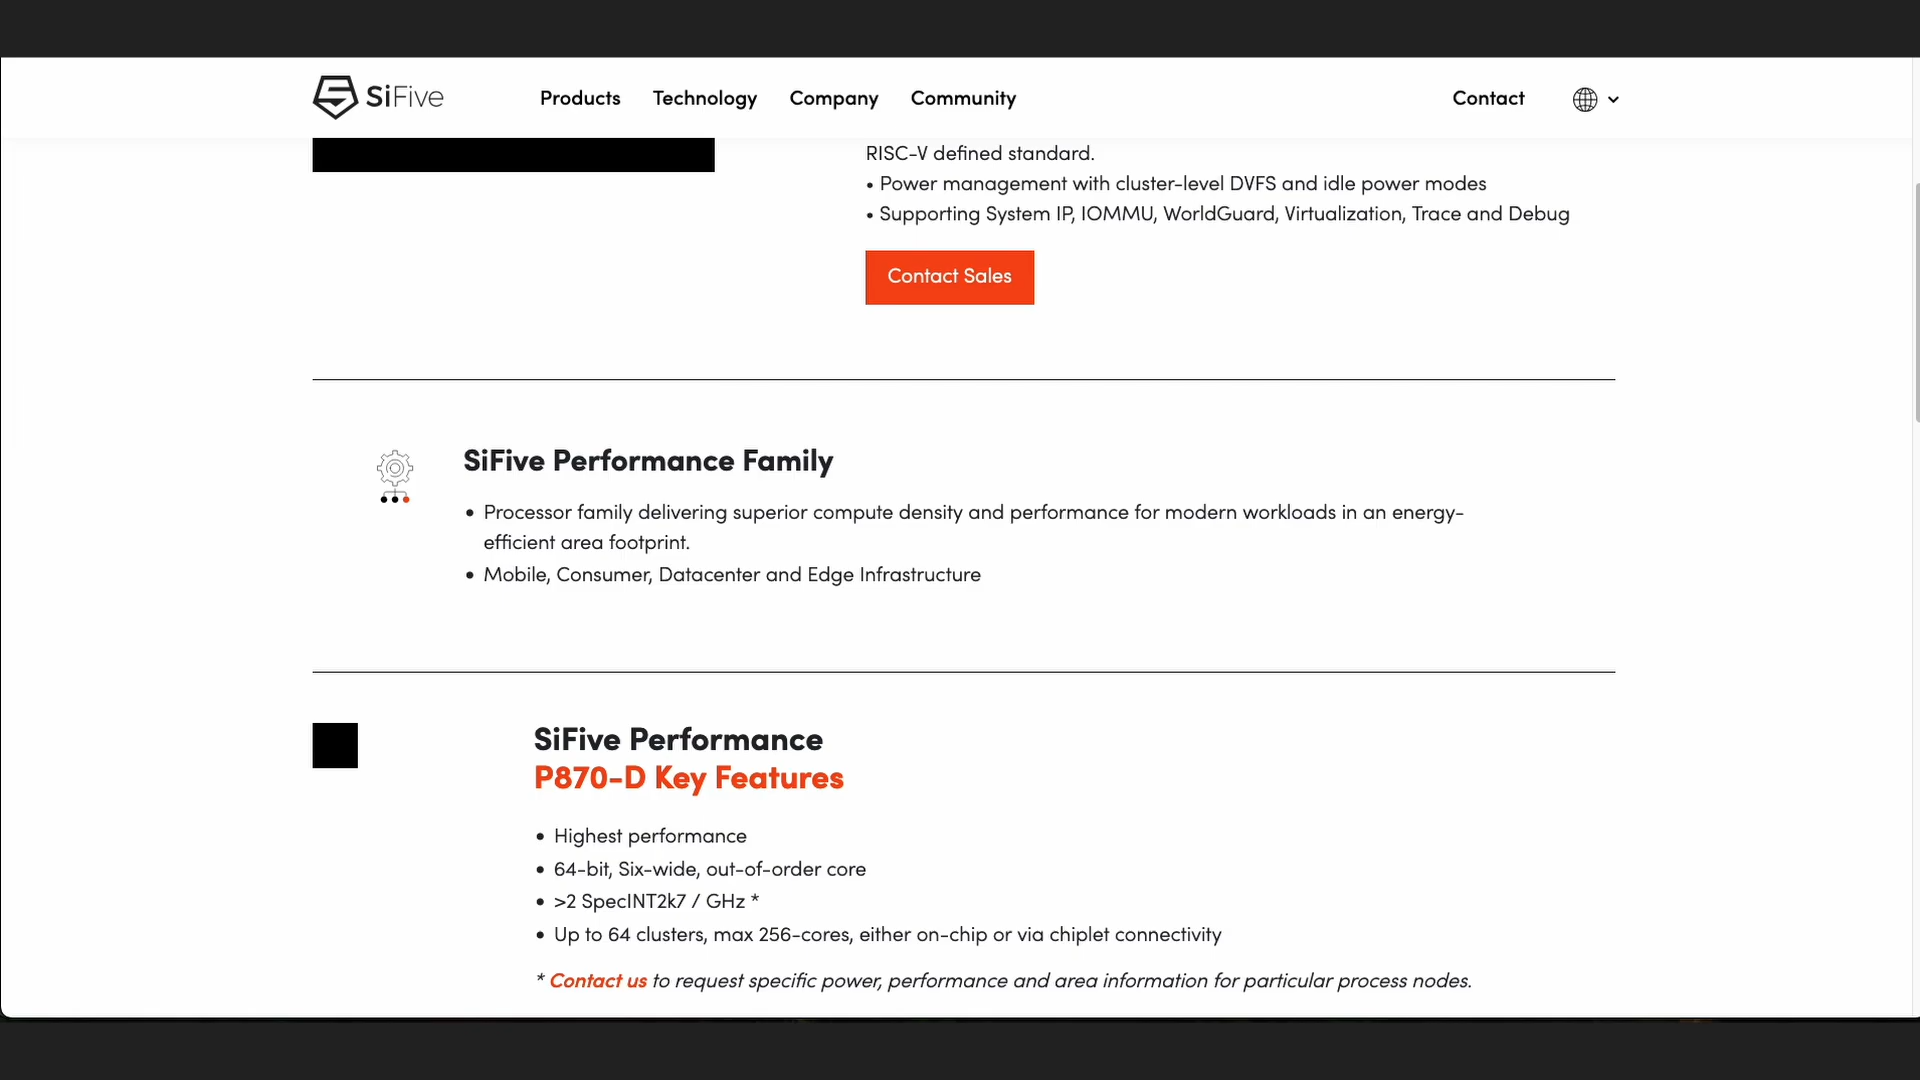 SiFive
Products Technology Company Community Contact
RISC-V defined standard.
• Power management with cluster-level DVFS and idle power modes
• Supporting System IP, IOMMU, WorldGuard, Virtualization, Trace and Debug
Contact Sales
SiFive Performance Family
• Processor family delivering superior compute density and performance for modern workloads in an energy-
efficient area footprint.
• Mobile, Consumer, Datacenter and Edge Infrastructure
SiFive Performance
P870-D Key Features
• Highest performance
• 64-bit, Six-wide, out-of-order core
• >2 SpecINT2k7 / GHz *
• Up to 64 clusters, max 256-cores, either on-chip or via chiplet connectivity
* Contact us to request specific power, performance and area information for particular process nodes.